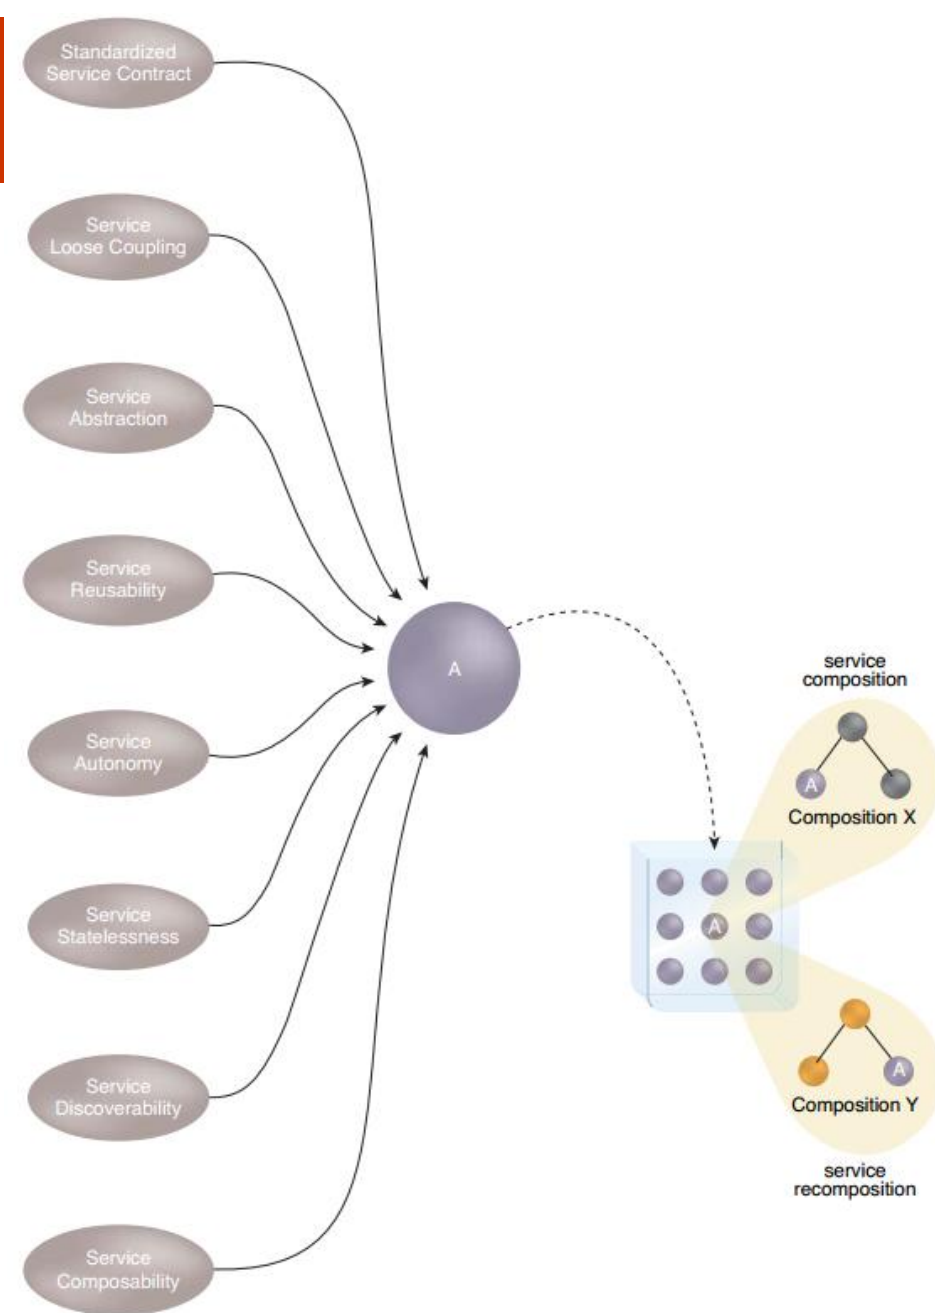 Standardized
Service Contract
Service
Loose Coupling
Service
Abstraction
Service
Reusability
Service
Autonomy
Service
Statelessness
Service
Discoverability
Service
Composability
A
service
composition
A
Composition X
A
A
Composition Y
service
recomposition